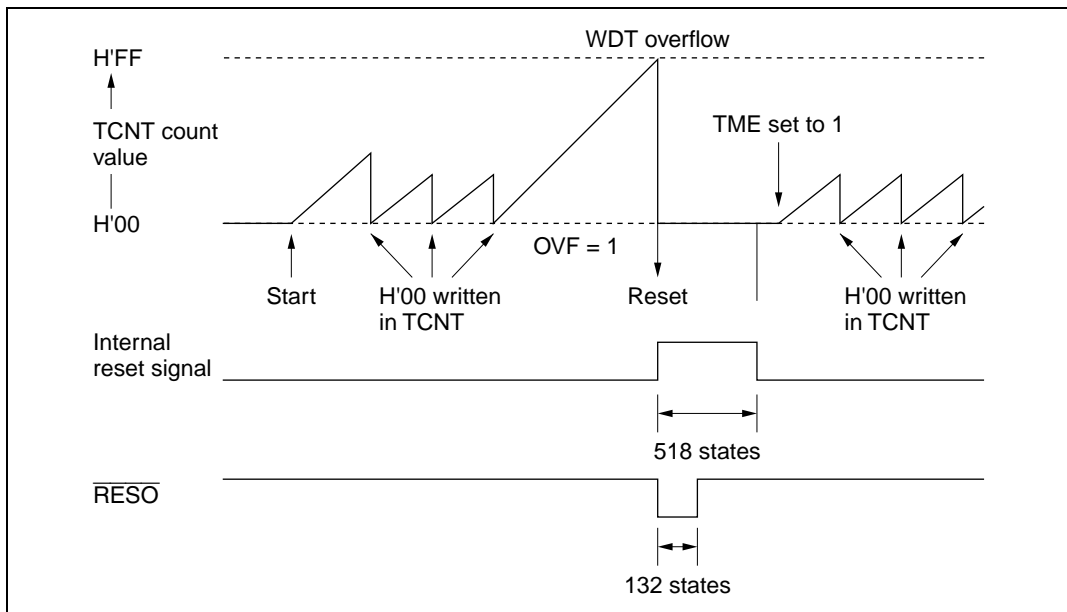 WDT overflow
H'FF
TME set to 1
TCNT count
value
H'00
OVF = 1
Start
H'00 written
in TCNT
Reset
H'00 written
in TCNT
Internal
reset signal
518 states
RESO
132 states